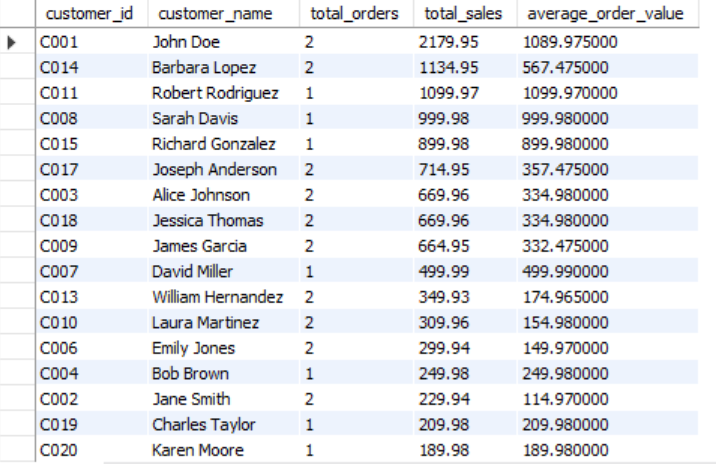 customer_id customer_name total_orders total_sales average_order_value
C001 John Doe 2 2179.95 1089.975000
C014 Barbara Lopez 2 1134.95 567.475000
C011 Robert Rodriguez 1 1099.97 1099.970000
C008 Sarah Davis 1 999.98 999.980000
C015 Richard Gonzalez 1 899.98 899.980000
C017 Joseph Anderson 2 714.95 357.475000
C003 Alice Johnson 2 669.96 334.980000
C018 Jessica Thomas 2 669.96 334.980000
C009 James Garcia 2 664.95 332.475000
C007 David Miller 1 499.99 499.990000
C013 William Hernandez 2 349.93 174.965000
C010 Laura Martinez 2 309.96 154.980000
C006 Emily Jones 2 299.94 149.970000
C004 Bob Brown 1 249.98 249.980000
C002 Jane Smith 2 229.94 114.970000
C019 Charles Taylor 1 209.98 209.980000
C020 Karen Moore 1 189.98 189.980000